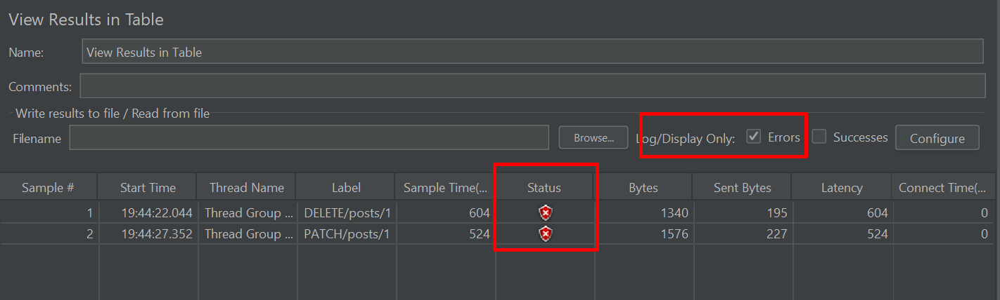 View Results in Table
Name: View Results in Table
Comments:
Write results to file / Read from file
Filename Browse... Log/Display Only: Errors Successes Configure
Sample # Start Time Thread Name Label Sample Time(... Status Bytes Sent Bytes Latency Connect Time(...
1 19:44:22.044 Thread Group ... DELETE/posts/1 604 1340 195 604 0
2 19:44:27.352 Thread Group ... PATCH/posts/1 524 1576 227 524 0